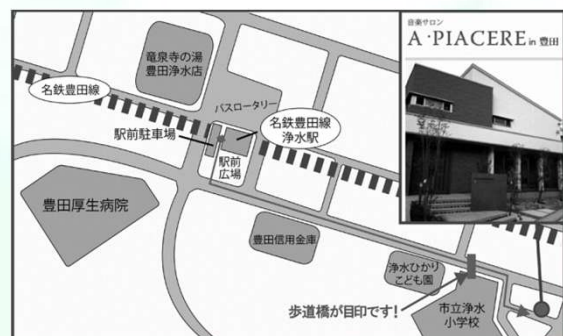 音楽サロン
A・PIACERE in 豊田
竜泉寺の湯
豊田浄水店
名鉄豊田線
バスロータリー
名鉄豊田線
浄水駅
駅前駐車場
駅前
広場
豊田厚生病院
豊田信用金庫
浄水ひかり
こども園
歩道橋が目印です!
市立浄水
小学校